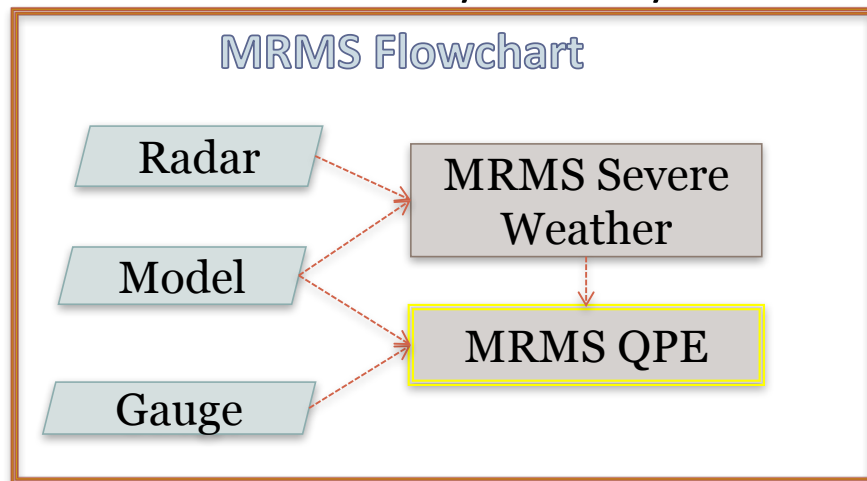 MRMS Flowchart
Radar
MRMS Severe
Weather
Model
MRMS QPE
Gauge